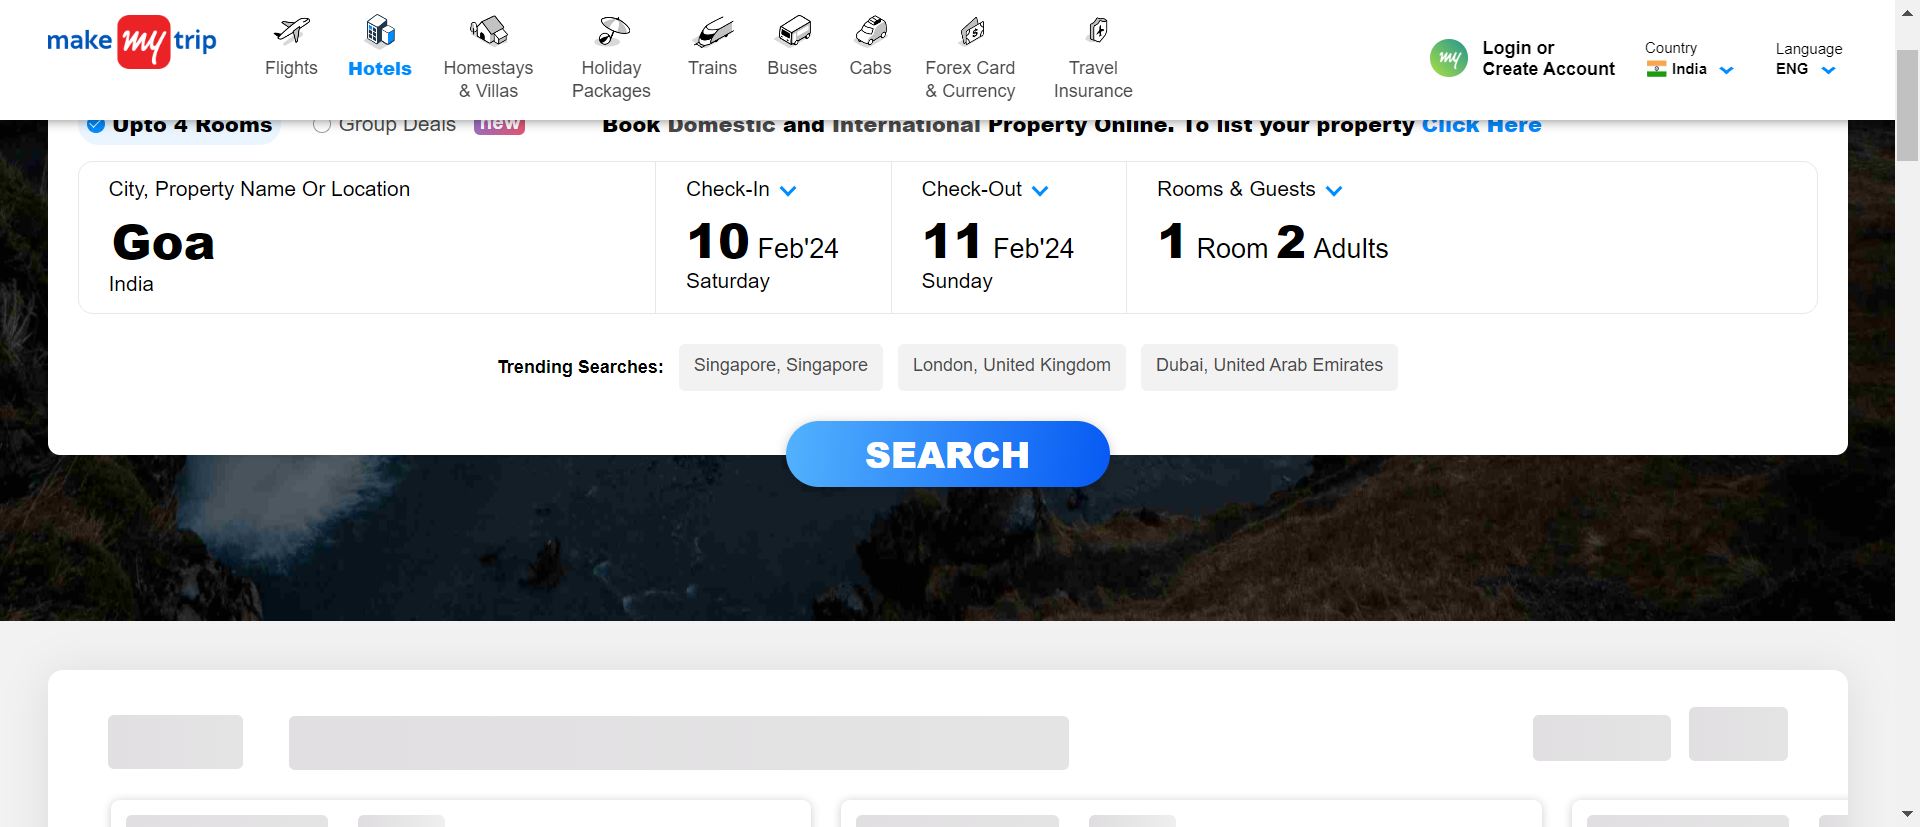 make my trip
Flights
Hotels
Homestays
& Villas
Holiday
Packages
Trains
Buses
Cabs
Forex Card
& Currency
Travel
Insurance
my
Login or
Create Account
Country
India
Language
ENG
Upto 4 Rooms
Group Deals
new
Book Domestic and International Property Online. To list your property Click Here
City, Property Name Or Location
Goa
India
Check-In
10 Feb'24
Saturday
Check-Out
11 Feb'24
Sunday
Rooms & Guests
1 Room 2 Adults
Trending Searches:
Singapore, Singapore
London, United Kingdom
Dubai, United Arab Emirates
SEARCH